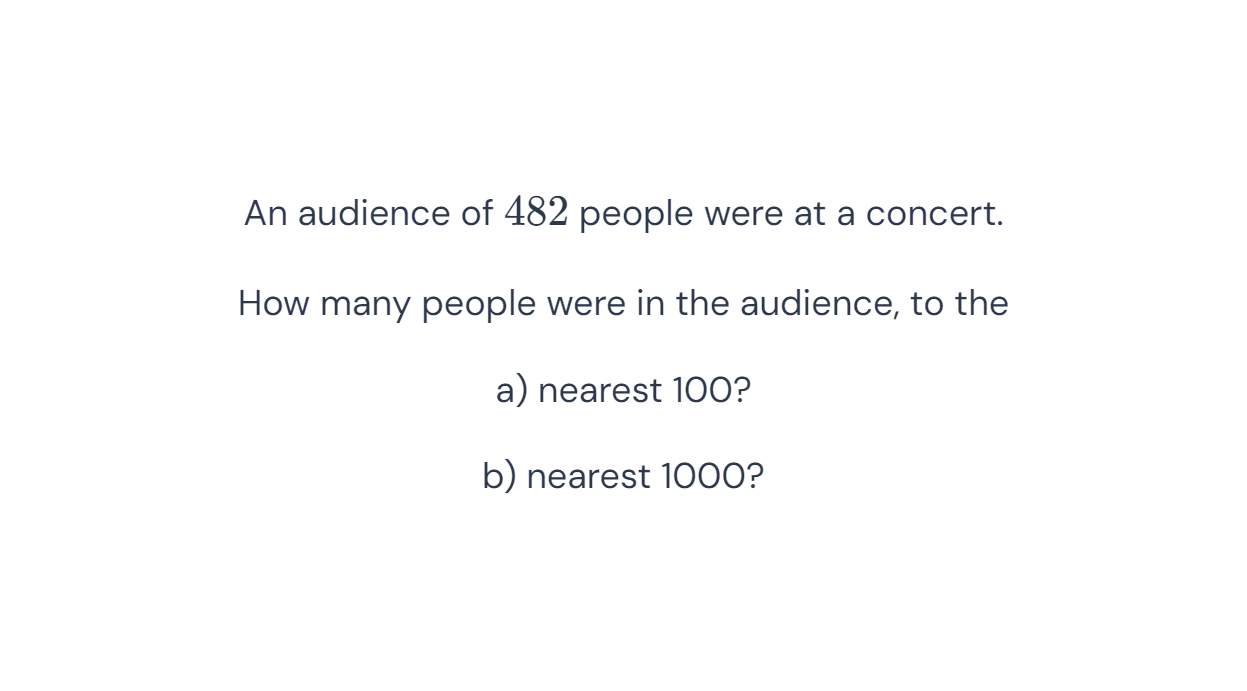 An audience of 482 people were at a concert.
How many people were in the audience, to the
a) nearest 100?
b) nearest 1000?